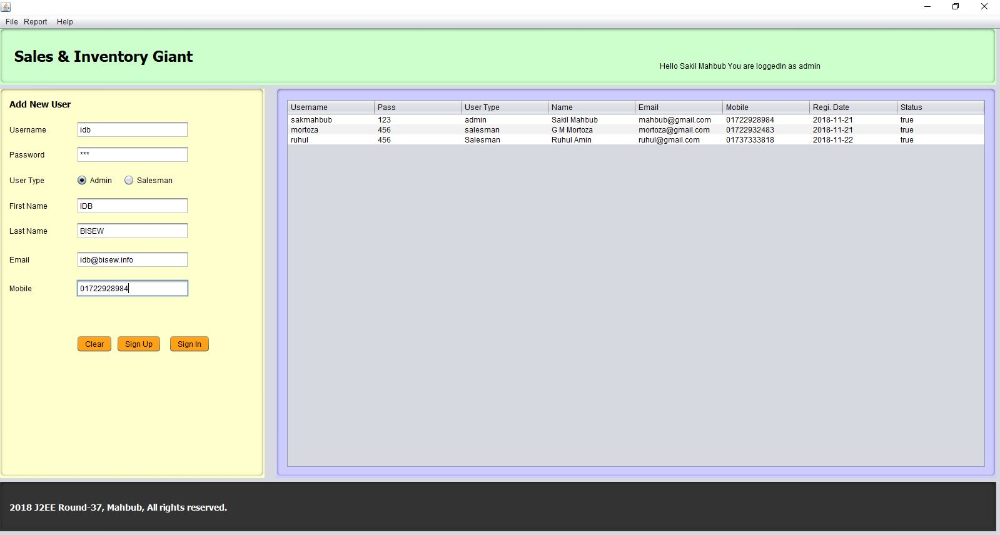 File Report Help
Sales & Inventory Giant
Hello Sakil Mahbub You are loggedIn as admin
Add New User
Username idb
Password ***
User Type Admin Salesman
First Name IDB
Last Name BISEW
Email idb@bisew.info
Mobile 01722928984
Clear Sign Up Sign In
Username Pass User Type Name Email Mobile Regi. Date Status
sakmahbub 123 admin Sakil Mahbub mahbub@gmail.com 01722928984 2018-11-21 true
mortoza 456 salesman G M Mortoza mortoza@gmail.com 01722932483 2018-11-21 true
ruhul 456 Salesman Ruhul Amin ruhul@gmail.com 01737333818 2018-11-22 true
2018 J2EE Round-37, Mahbub, All rights reserved.